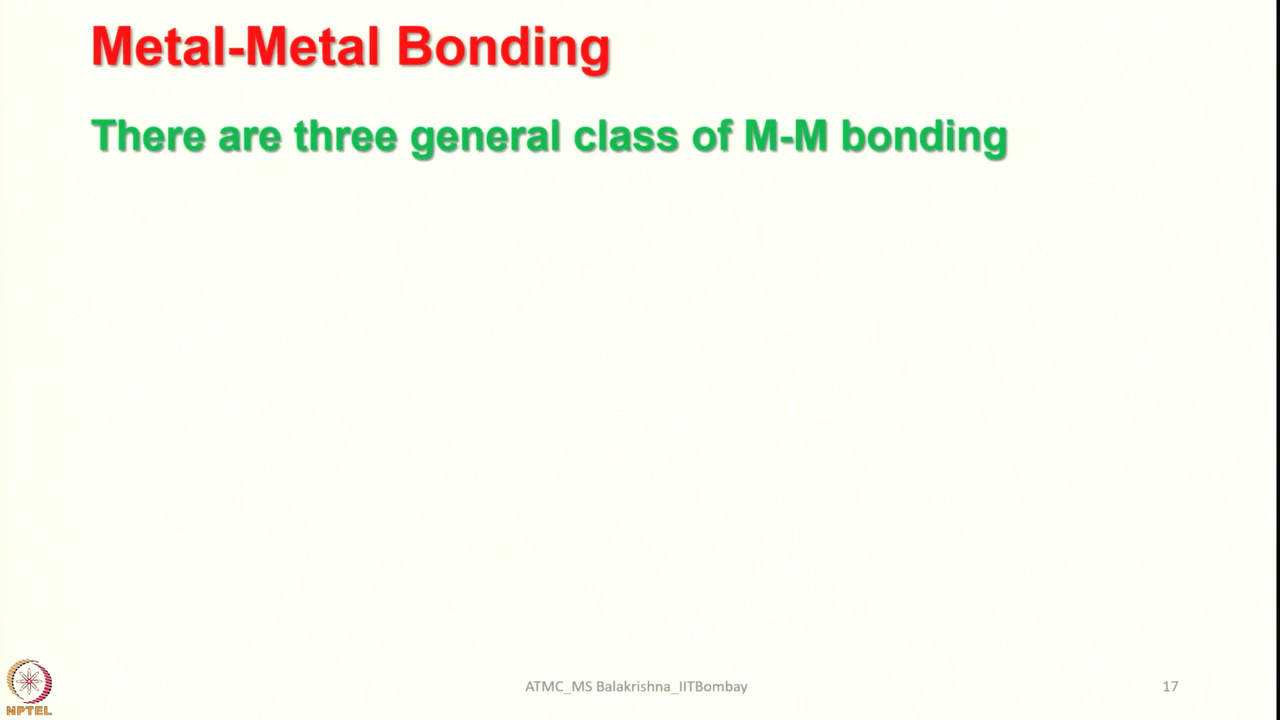 Metal-Metal Bonding
There are three general class of M-M bonding
NPTEL
ATMC_MS Balakrishna_IITBombay
17